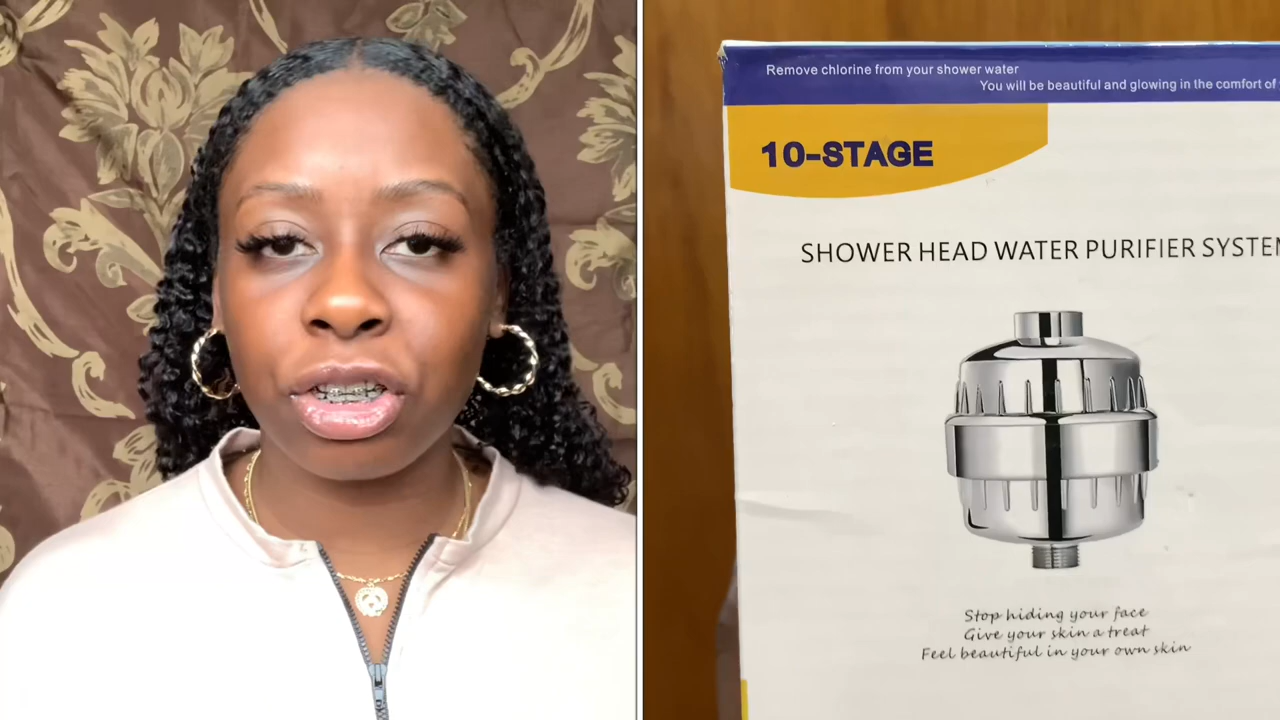 Remove chlorine from your shower water
You will be beautiful and glowing in the comfort of
10-STAGE
SHOWER HEAD WATER PURIFIER SYSTEM
Stop hiding your face
Give your skin a treat
Feel beautiful in your own skin